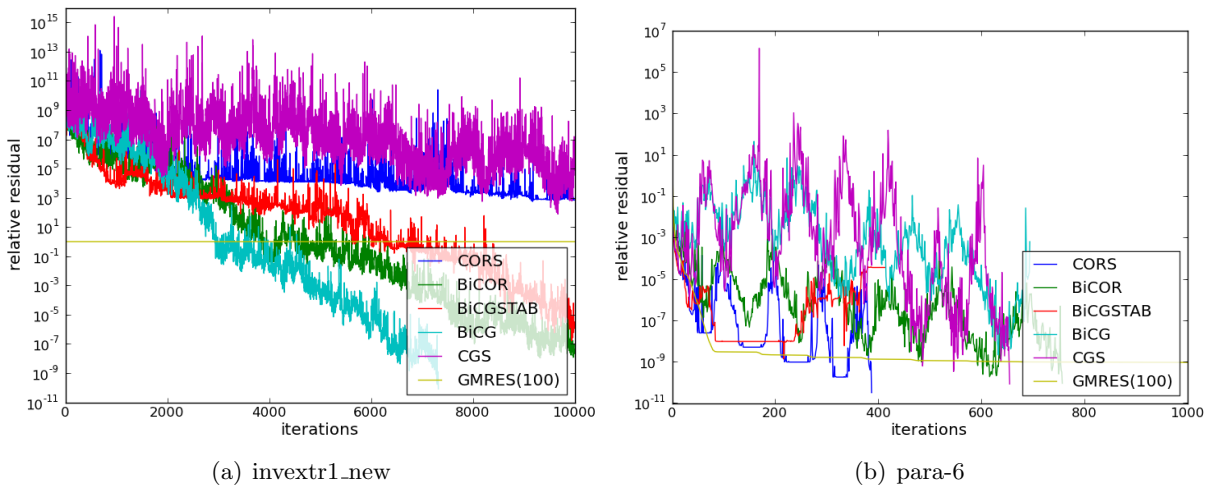 10^15
10^13
10^11
10^9
10^7
10^5
10^3
10^1
10^-1
10^-3
10^-5
10^-7
10^-9
10^-11
relative residual
0 2000 4000 6000 8000 10000
iterations
CORS
BiCOR
BiCGSTAB
BiCG
CGS
GMRES(100)
(a) invextr1_new
10^7
10^5
10^3
10^1
10^-1
10^-3
10^-5
10^-7
10^-9
10^-11
relative residual
0 200 400 600 800 1000
iterations
CORS
BiCOR
BiCGSTAB
BiCG
CGS
GMRES(100)
(b) para-6